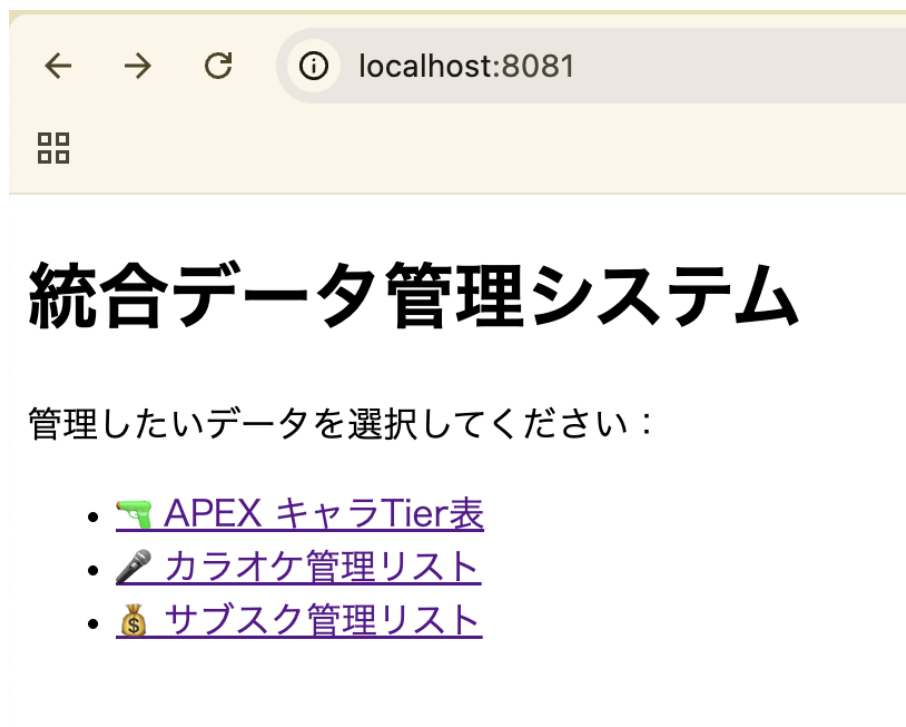 localhost:8081
統合データ管理システム
管理したいデータを選択してください：
• 🔫 APEX キャラTier表
• 🎤 カラオケ管理リスト
• 💰 サブスク管理リスト